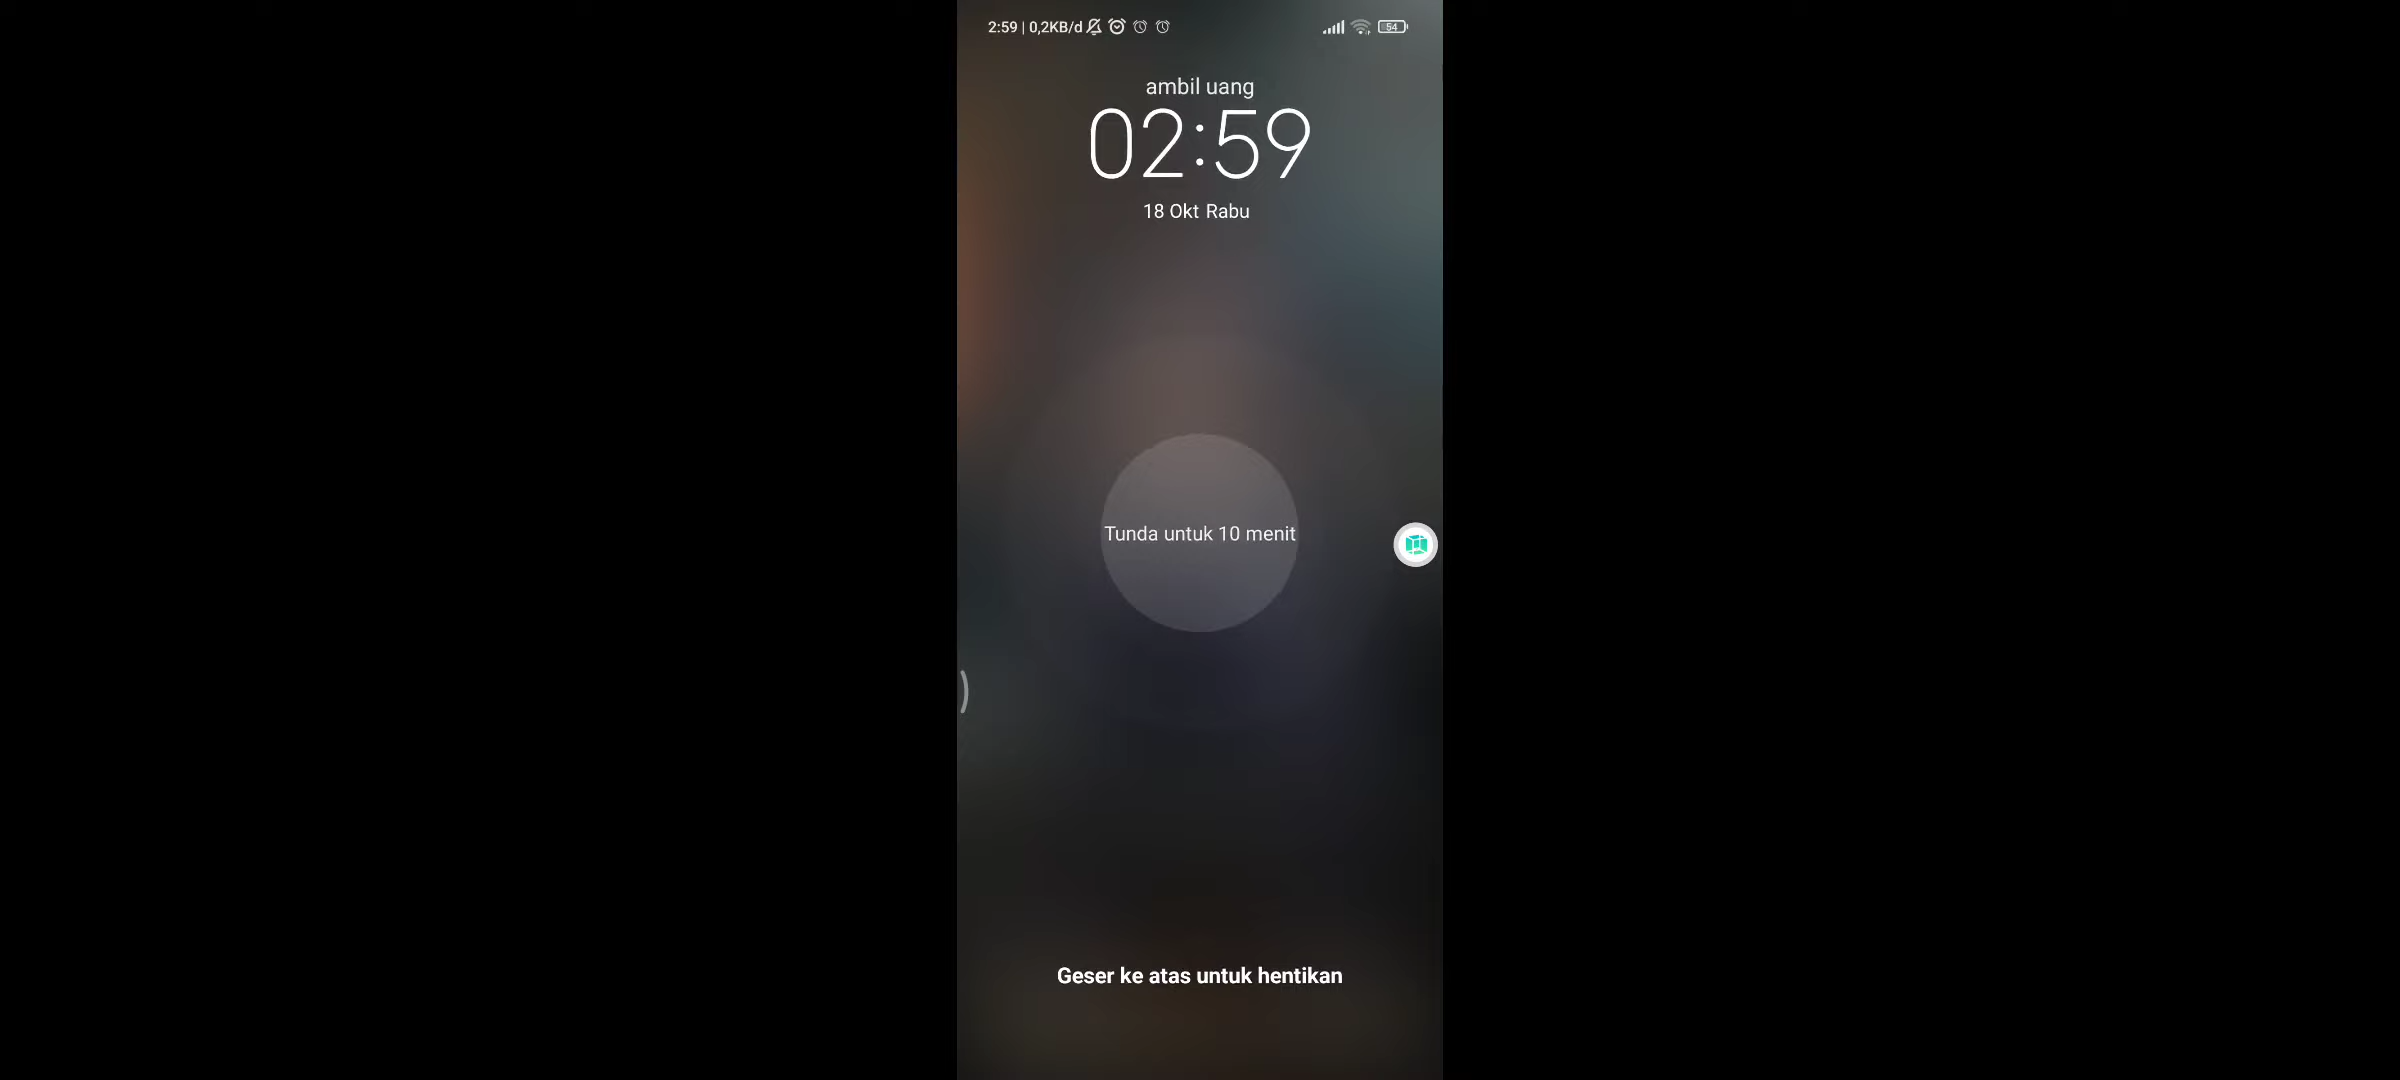 2:59 | 0,2KB/d
54
ambil uang
02:59
18 Okt Rabu
Tunda untuk 10 menit
Geser ke atas untuk hentikan